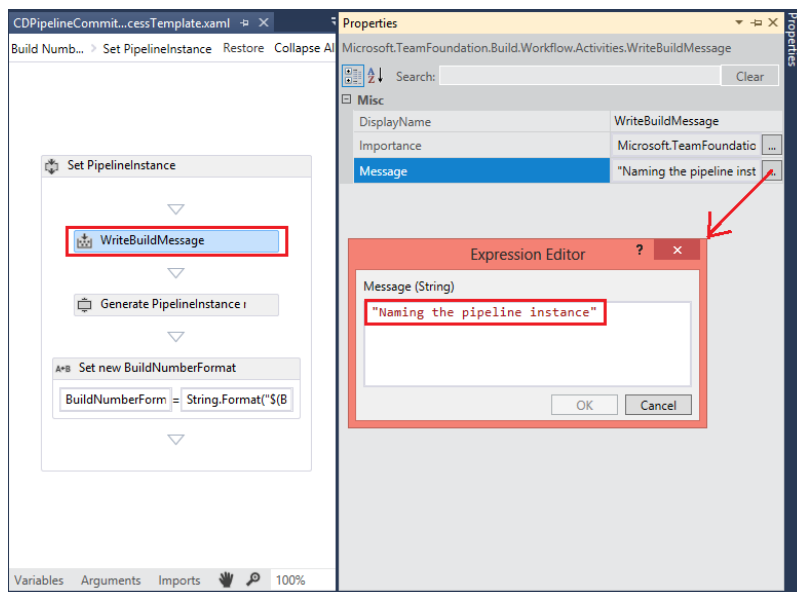 CDPipelineCommit...cessTemplate.xaml
Build Numb... > Set PipelineInstance Restore Collapse Al
Set PipelineInstance
WriteBuildMessage
Generate PipelineInstance
A+B Set new BuildNumberFormat
BuildNumberForm = String.Format("$(B
Variables Arguments Imports 100%
Properties
Microsoft.TeamFoundation.Build.Workflow.Activities.WriteBuildMessage
Search: Clear
Misc
DisplayName WriteBuildMessage
Importance Microsoft.TeamFoundatio ...
Message "Naming the pipeline inst ...
Expression Editor ? ×
Message (String)
"Naming the pipeline instance"
OK Cancel
Properties